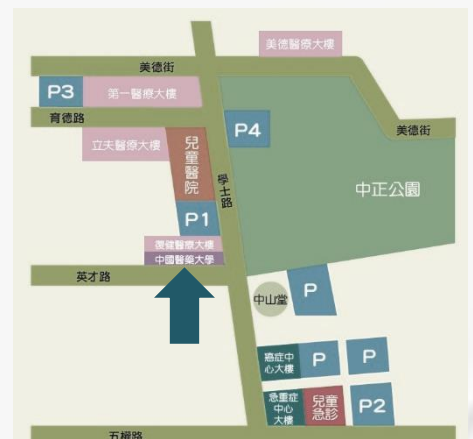 美德醫療大樓
美德街
P3
第一醫療大樓
P4
育德路
美德街
立夫醫療大樓
兒童醫院
學士路
中正公園
P1
復健醫療大樓
中國醫藥大學
英才路
P
中山堂
癌症中
心大樓
P
P
急重症
中心
大樓
兒童
急診
P2
五權路